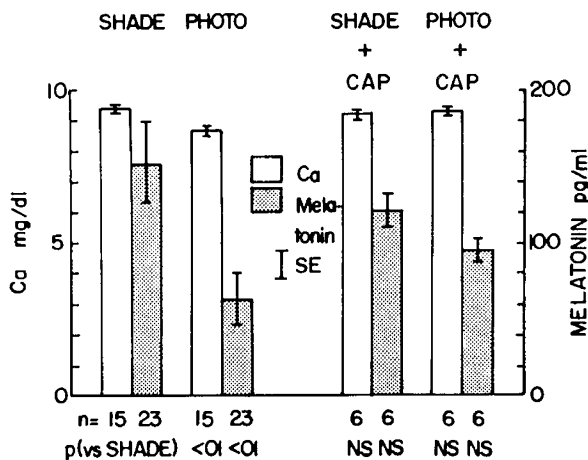 SHADE PHOTO SHADE + CAP PHOTO + CAP
10
5
0
Ca mg/dl
Ca
Mela-
tonin
SE
200
100
0
MELATONIN pg/ml
n= 15 23 15 23 6 6 6 6
p(vs SHADE) <01 <01 NS NS NS NS